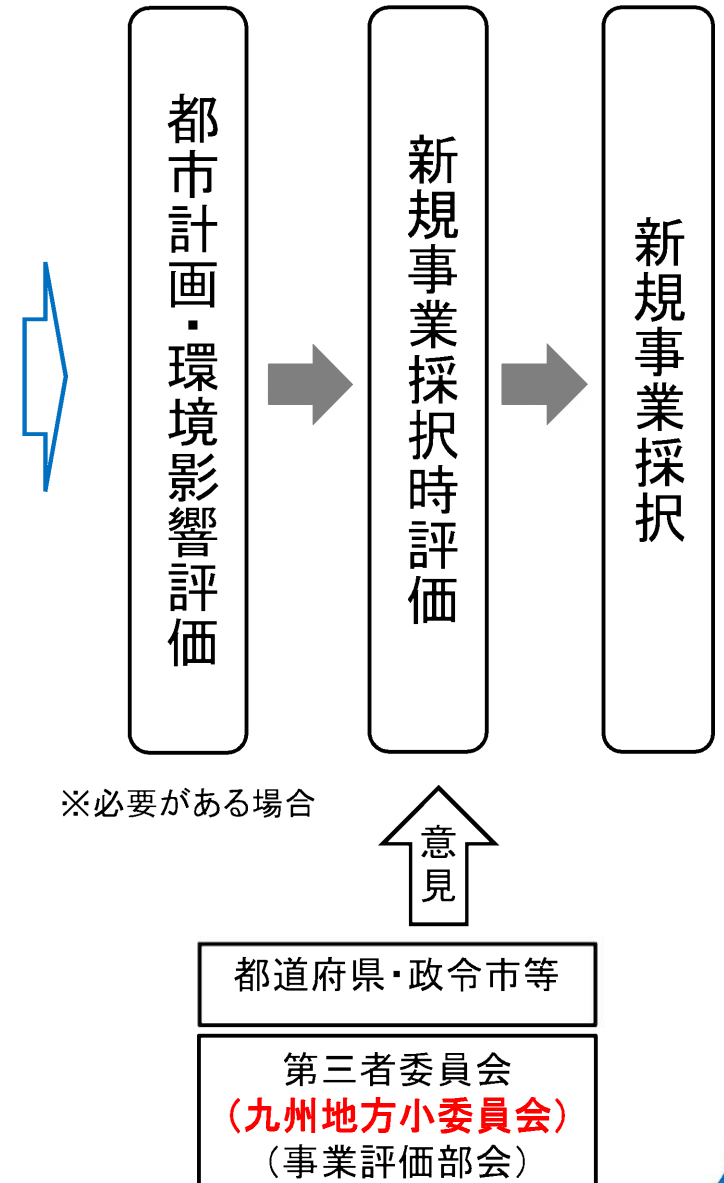 都市計画・環境影響評価
新規事業採択時評価
新規事業採択
※必要がある場合
意見
都道府県・政令市等
第三者委員会
（九州地方小委員会）
（事業評価部会）